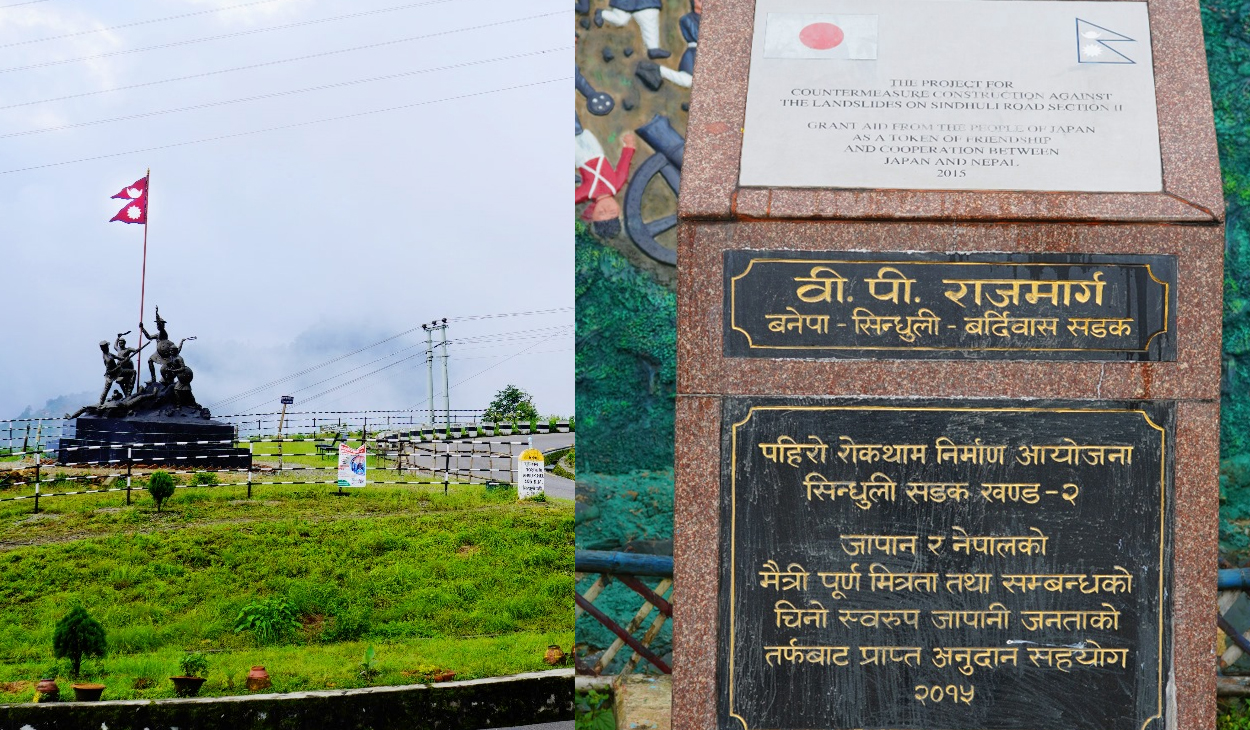 THE PROJECT FOR
COUNTERMEASURE CONSTRUCTION AGAINST
THE LANDSLIDES ON SINDHULI ROAD SECTION II
GRANT AID FROM THE PEOPLE OF JAPAN
AS A TOKEN OF FRIENDSHIP
AND COOPERATION BETWEEN
JAPAN AND NEPAL
2015
वी. पी. राजमार्ग
बनेपा - सिन्धुली - बर्दिवास सडक
पहिरो रोकथाम निर्माण आयोजना
सिन्धुली सडक खण्ड - २
जापान र नेपालको
मैत्री पूर्ण मित्रता तथा सम्बन्धको
चिनो स्वरुप जापानी जनताको
तर्फबाट प्राप्त अनुदान सहयोग
२०१५